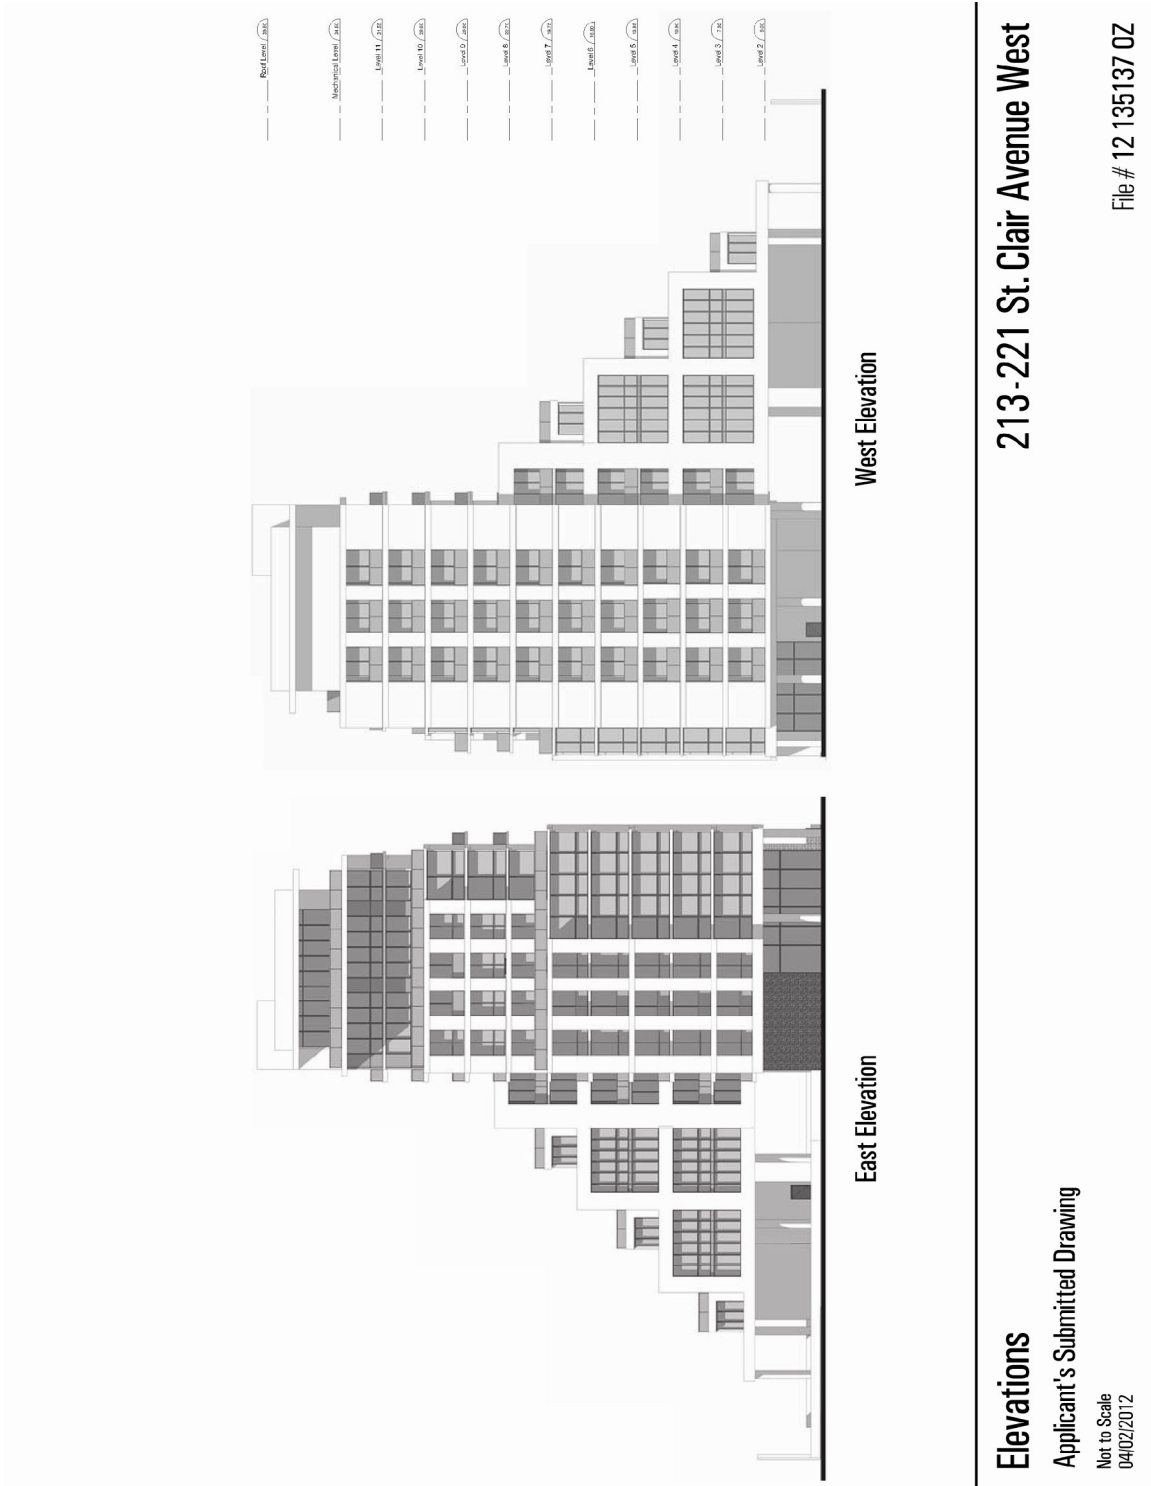 Roof Level
Mechanical Level
Level 11
Level 10
Level 9
Level 8
Level 7
Level 6
Level 5
Level 4
Level 3
Level 2
East Elevation
West Elevation
Elevations
213-221 St. Clair Avenue West
Applicant's Submitted Drawing
Not to Scale
04/02/2012
File # 12 135137 OZ